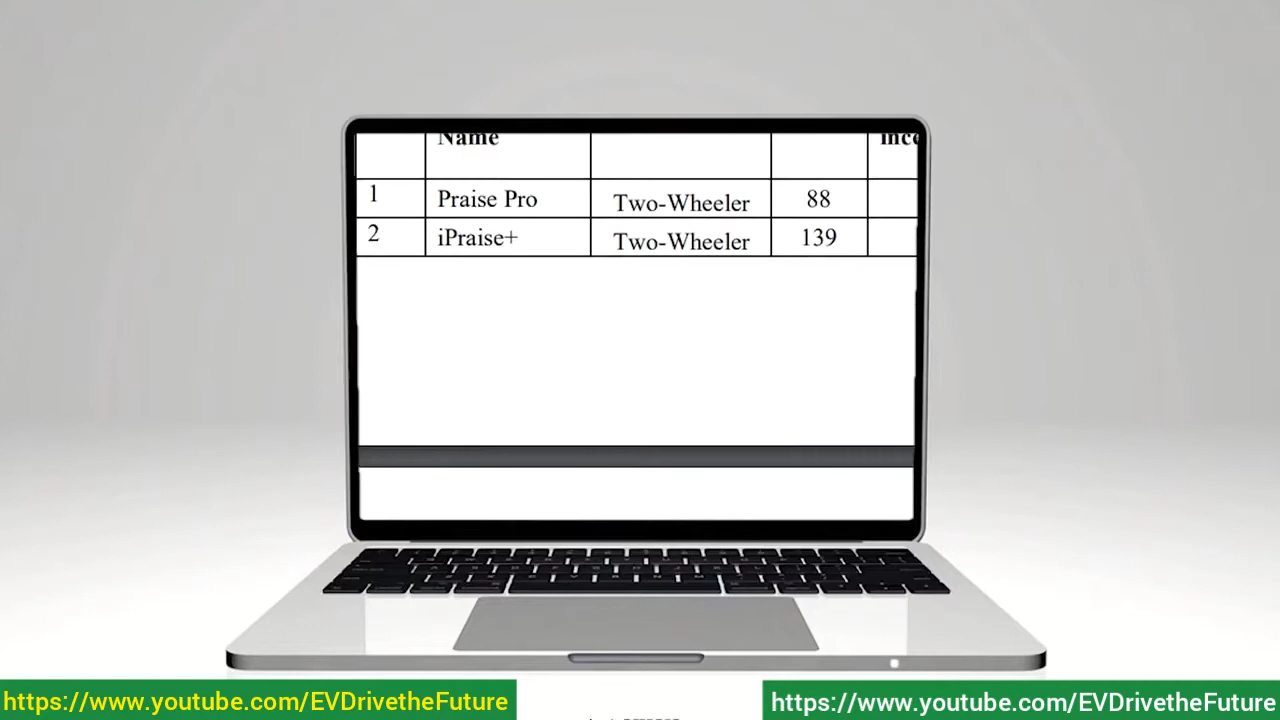 Name
1 Praise Pro Two-Wheeler 88
2 iPraise+ Two-Wheeler 139
https://www.youtube.com/EVDrivetheFuture
https://www.youtube.com/EVDrivetheFuture